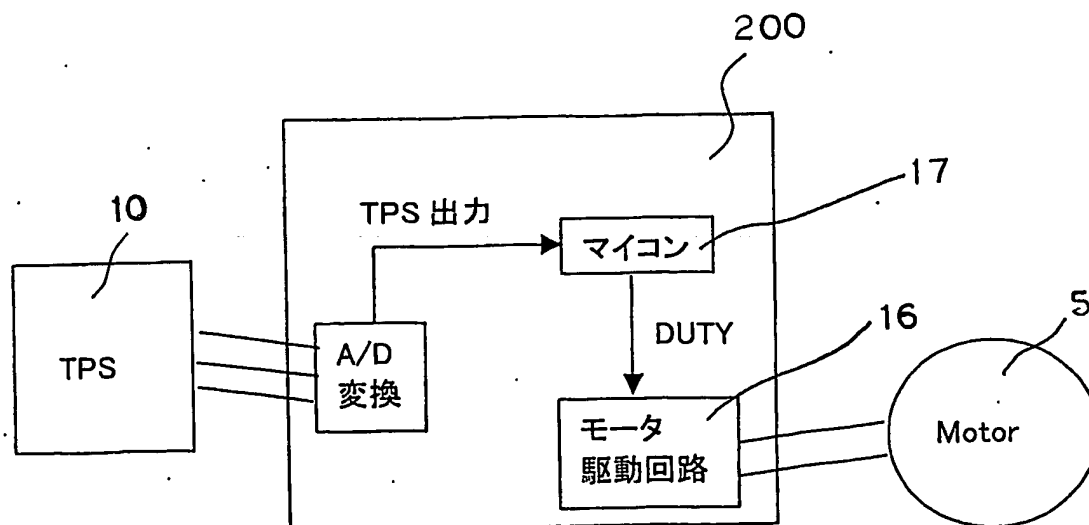 200
17
10
TPS 出力
マイコン
16
5
TPS
A/D
変換
DUTY
モータ
駆動回路
Motor